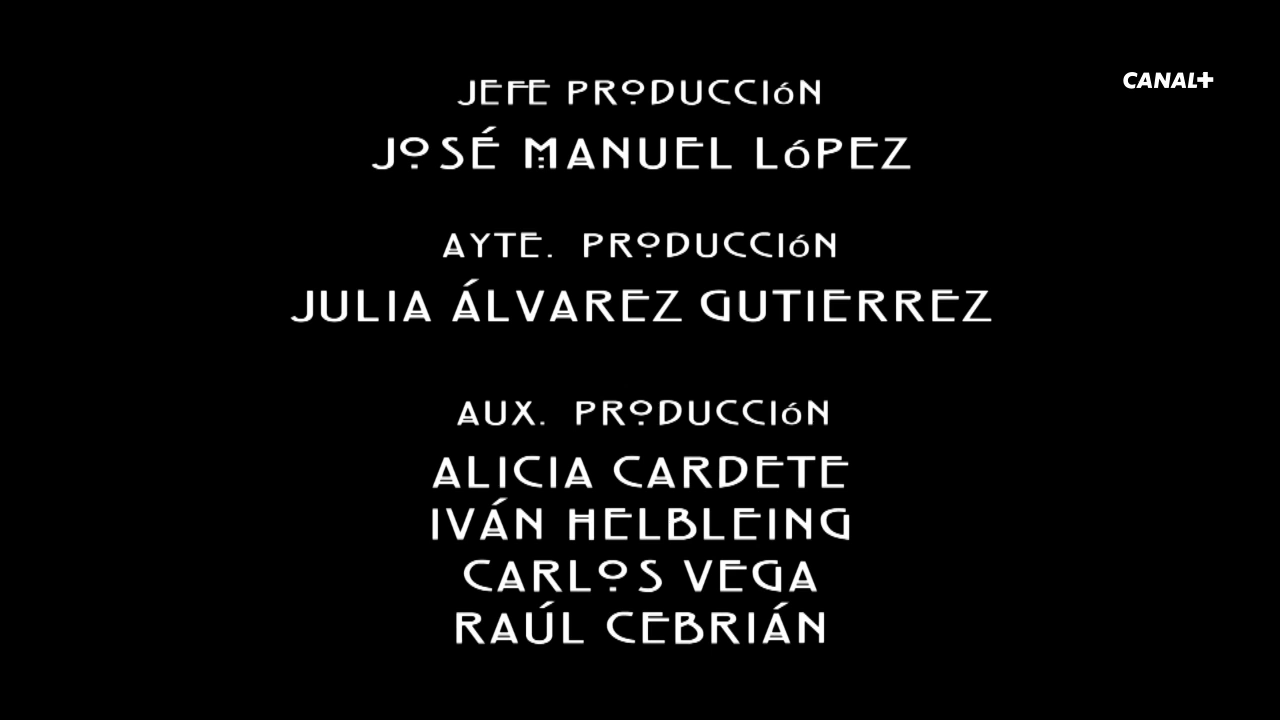 CANAL+
JEFE PRODUCCIÓN
JOSÉ MANUEL LÓPEZ
AYTE. PRODUCCIÓN
JULIA ÁLVAREZ GUTIERREZ
AUX. PRODUCCIÓN
ALICIA CARDETE
IVÁN HELBLEING
CARLOS VEGA
RAÚL CEBRIÁN